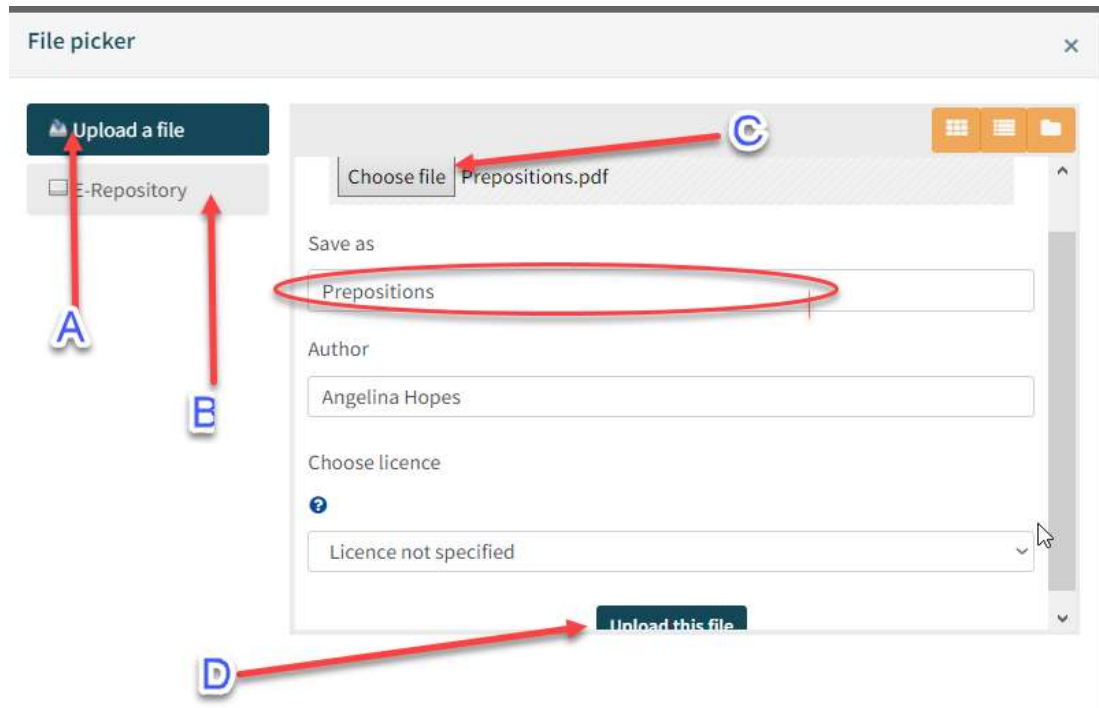 File picker
×
Upload a file
C
E-Repository
Choose file Prepositions.pdf
Save as
Prepositions
A
Author
Angelina Hopes
B
Choose licence
?
Licence not specified
Upload this file
D